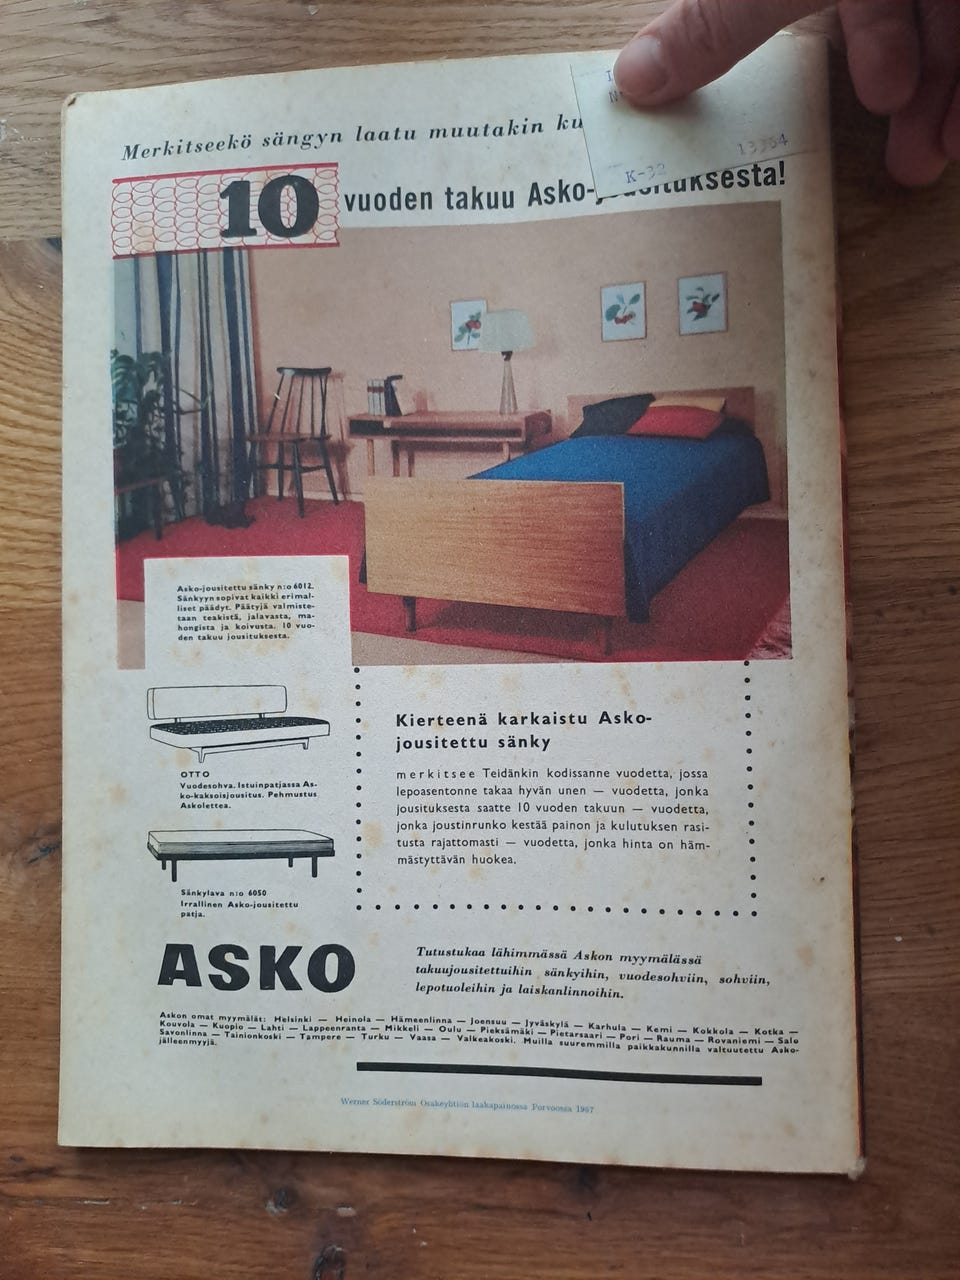 Merkitseekö sängyn laatu muutakin
K-32
13364
10 vuoden takuu Asko-jousituksesta!
Asko-jousitettu sänky n:o 6012.
Sänkyyn sopivat kaikki erimal-
liset päädyt. Päätyjä valmiste-
taan teakistä, jalavasta, ma-
hongista ja koivusta. 10 vuo-
den takuu jousituksesta.
OTTO
Vuodesohva. Istuinpatjassa As-
ko-kaksoisjousitus. Pehmustus
Askolettea.
Sänkylava n:o 6050
Irrallinen Asko-jousitettu
patja.
Kierteenä karkaistu Asko-
jousitettu sänky
merkitsee Teidänkin kodissanne vuodetta, jossa
lepoasentonne takaa hyvän unen — vuodetta, jonka
jousituksesta saatte 10 vuoden takuun — vuodetta,
jonka joustinrunko kestää painon ja kulutuksen rasi-
tusta rajattomasti — vuodetta, jonka hinta on häm-
mästyttävän huokea.
ASKO
Tutustukaa lähimmässä Askon myymälässä
takuujousitettuihin sänkyihin, vuodesohviin, sohviin,
lepotuoleihin ja laiskanlinnoihin.
Askon omat myymälät: Helsinki — Heinola — Hämeenlinna — Joensuu — Jyväskylä — Karhula — Kemi — Kokkola — Kotka —
Kouvola — Kuopio — Lahti — Lappeenranta — Mikkeli — Oulu — Pieksämäki — Pietarsaari — Pori — Rauma — Rovaniemi — Salo
Savonlinna — Tainionkoski — Tampere — Turku — Vaasa — Valkeakoski. Muilla suuremmilla paikkakunnilla valtuutettu Asko-
jälleenmyyjä.
Werner Söderström Osakeyhtiön laakapainossa Porvoossa 1957